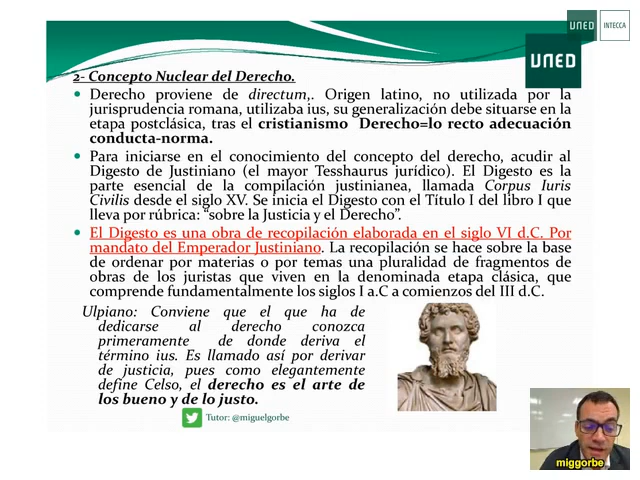 UNED
INTECCA
UNED
2- Concepto Nuclear del Derecho.
Derecho proviene de directum,. Origen latino, no utilizada por la
jurisprudencia romana, utilizaba ius, su generalización debe situarse en la
etapa postclásica, tras el cristianismo Derecho=lo recto adecuación
conducta-norma.
Para iniciarse en el conocimiento del concepto del derecho, acudir al
Digesto de Justiniano (el mayor Tesshaurus jurídico). El Digesto es la
parte esencial de la compilación justinianea, llamada Corpus Iuris
Civilis desde el siglo XV. Se inicia el Digesto con el Título I del libro I que
lleva por rúbrica: “sobre la Justicia y el Derecho”.
El Digesto es una obra de recopilación elaborada en el siglo VI d.C. Por
mandato del Emperador Justiniano. La recopilación se hace sobre la base
de ordenar por materias o por temas una pluralidad de fragmentos de
obras de los juristas que viven en la denominada etapa clásica, que
comprende fundamentalmente los siglos I a.C a comienzos del III d.C.
Ulpiano: Conviene que el que ha de
dedicarse al derecho conozca
primeramente de donde deriva el
término ius. Es llamado así por derivar
de justicia, pues como elegantemente
define Celso, el derecho es el arte de
los bueno y de lo justo.
Tutor: @miguelgorbe
miggorbe